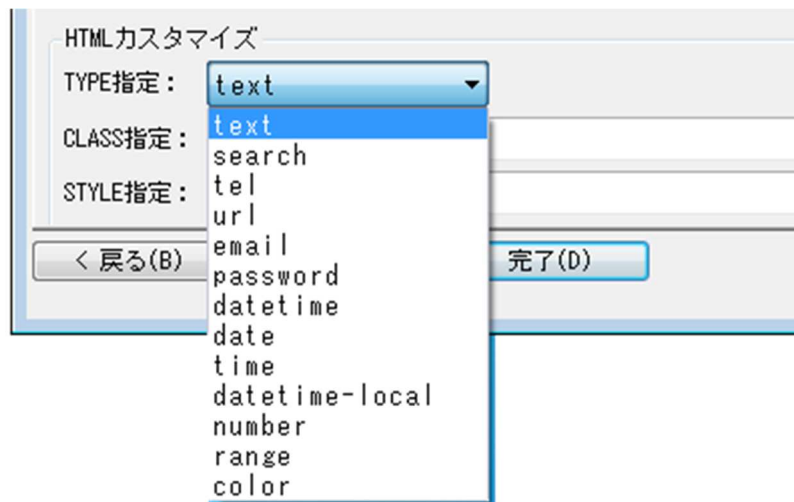 HTMLカスタマイズ
TYPE指定： text
text
CLASS指定：
search
STYLE指定：
tel
url
< 戻る(B)
email
完了(D)
password
datetime
date
time
datetime-local
number
range
color